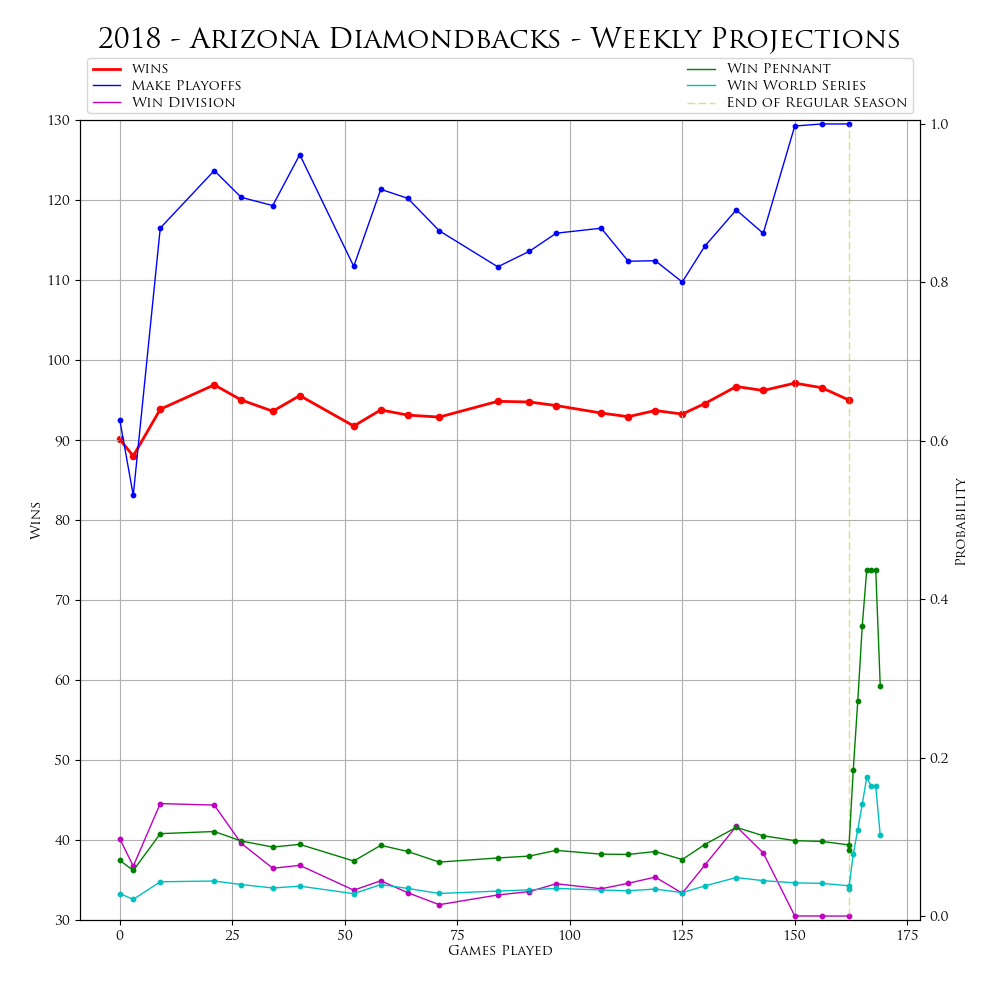 2018 - Arizona Diamondbacks - Weekly Projections
wins
Make Playoffs
Win Division
Win Pennant
Win World Series
End of Regular Season
130
120
110
100
90
80
70
60
50
40
30
Wins
1.0
0.8
0.6
0.4
0.2
0.0
Probability
0 25 50 75 100 125 150 175
Games Played